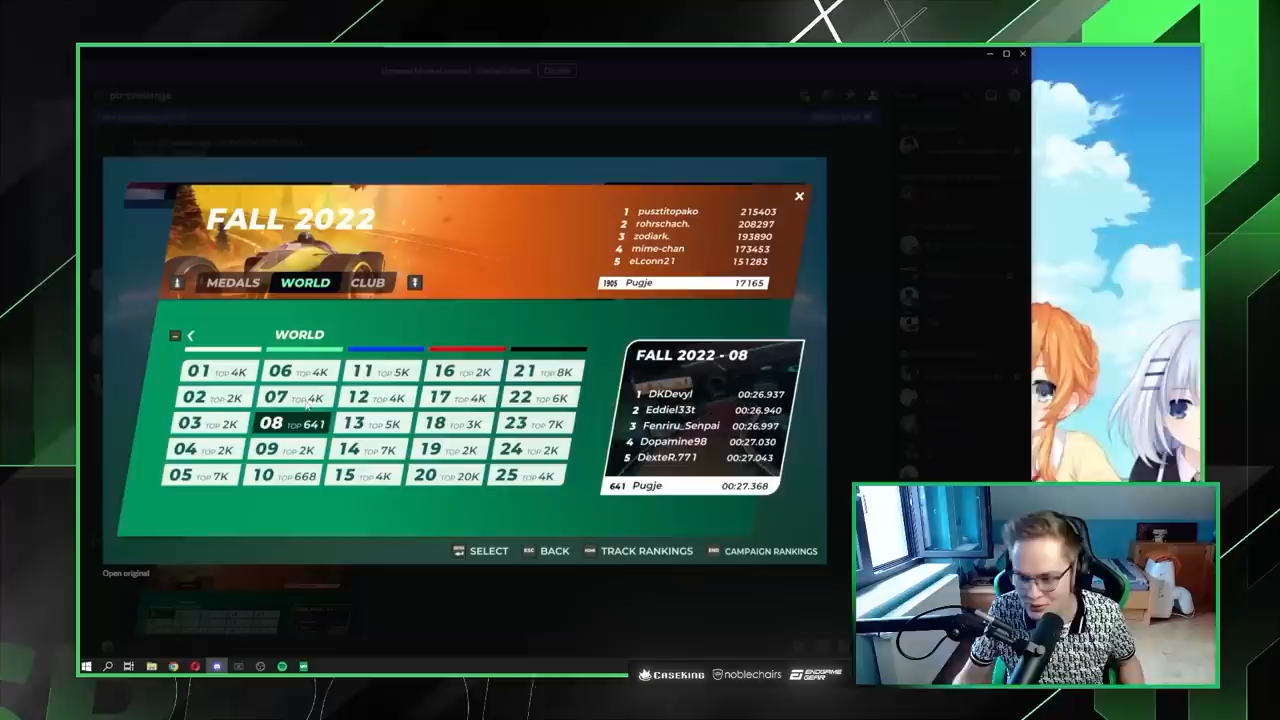 pb-challenge
FALL 2022
1 pusztitopako 215403
2 rohrschach. 208297
3 zodiark. 193890
4 mime-chan 173453
5 eLconn21 151283
1905 Pugje 17165
MEDALS WORLD CLUB
WORLD
01 TOP 4K 06 TOP 4K 11 TOP 5K 16 TOP 2K 21 TOP 8K
02 TOP 2K 07 TOP 4K 12 TOP 4K 17 TOP 4K 22 TOP 6K
03 TOP 2K 08 TOP 641 13 TOP 5K 18 TOP 3K 23 TOP 7K
04 TOP 2K 09 TOP 2K 14 TOP 7K 19 TOP 2K 24 TOP 2K
05 TOP 7K 10 TOP 668 15 TOP 4K 20 TOP 20K 25 TOP 4K
FALL 2022 - 08
1 DKDevyl 00:26.937
2 Eddiel33t 00:26.940
3 Fenriru_Senpai 00:26.997
4 Dopamine98 00:27.030
5 DexteR.771 00:27.043
641 Pugje 00:27.368
SELECT ESC BACK HOME TRACK RANKINGS END CAMPAIGN RANKINGS
Open original
CASEKING noblechairs ENDGAME GEAR